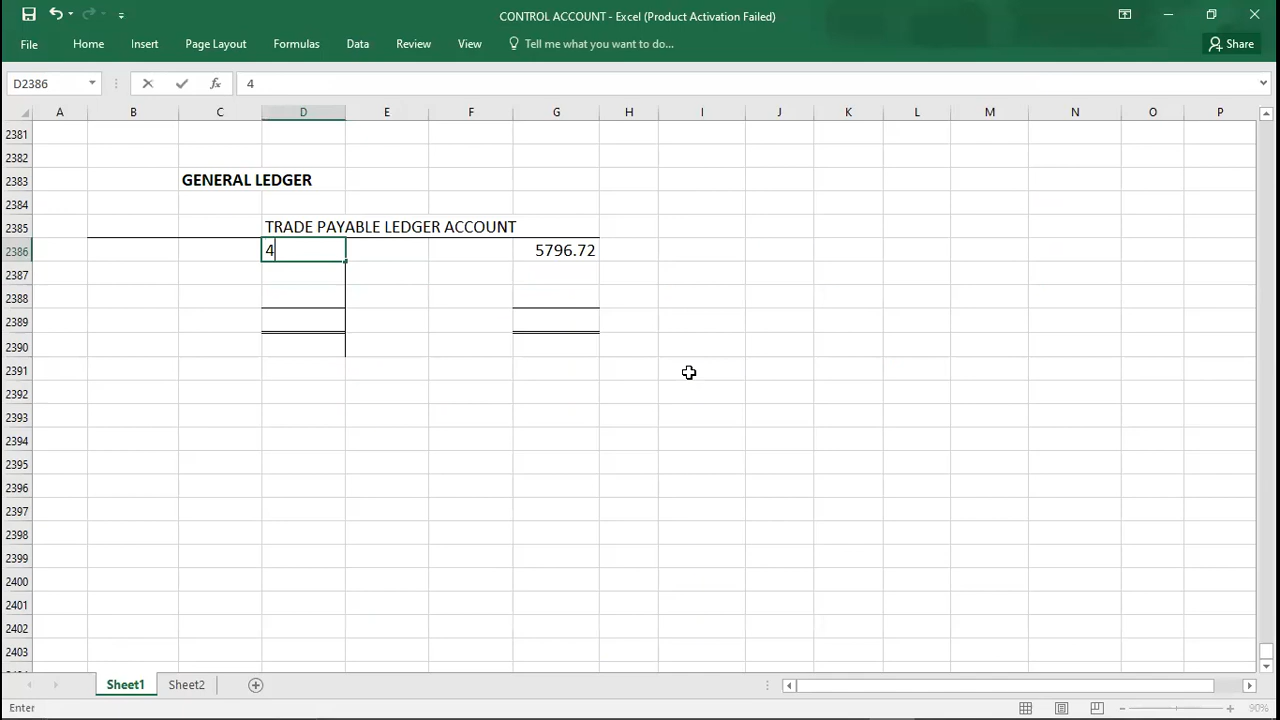 CONTROL ACCOUNT - Excel (Product Activation Failed)
File Home Insert Page Layout Formulas Data Review View Tell me what you want to do... Share
D2386 fx 4
A B C D E F G H I J K L M N O P
2381
2382
2383 GENERAL LEDGER
2384
2385 TRADE PAYABLE LEDGER ACCOUNT
2386 4 5796.72
2387
2388
2389
2390
2391
2392
2393
2394
2395
2396
2397
2398
2399
2400
2401
2402
2403
Sheet1 Sheet2
Enter 90%